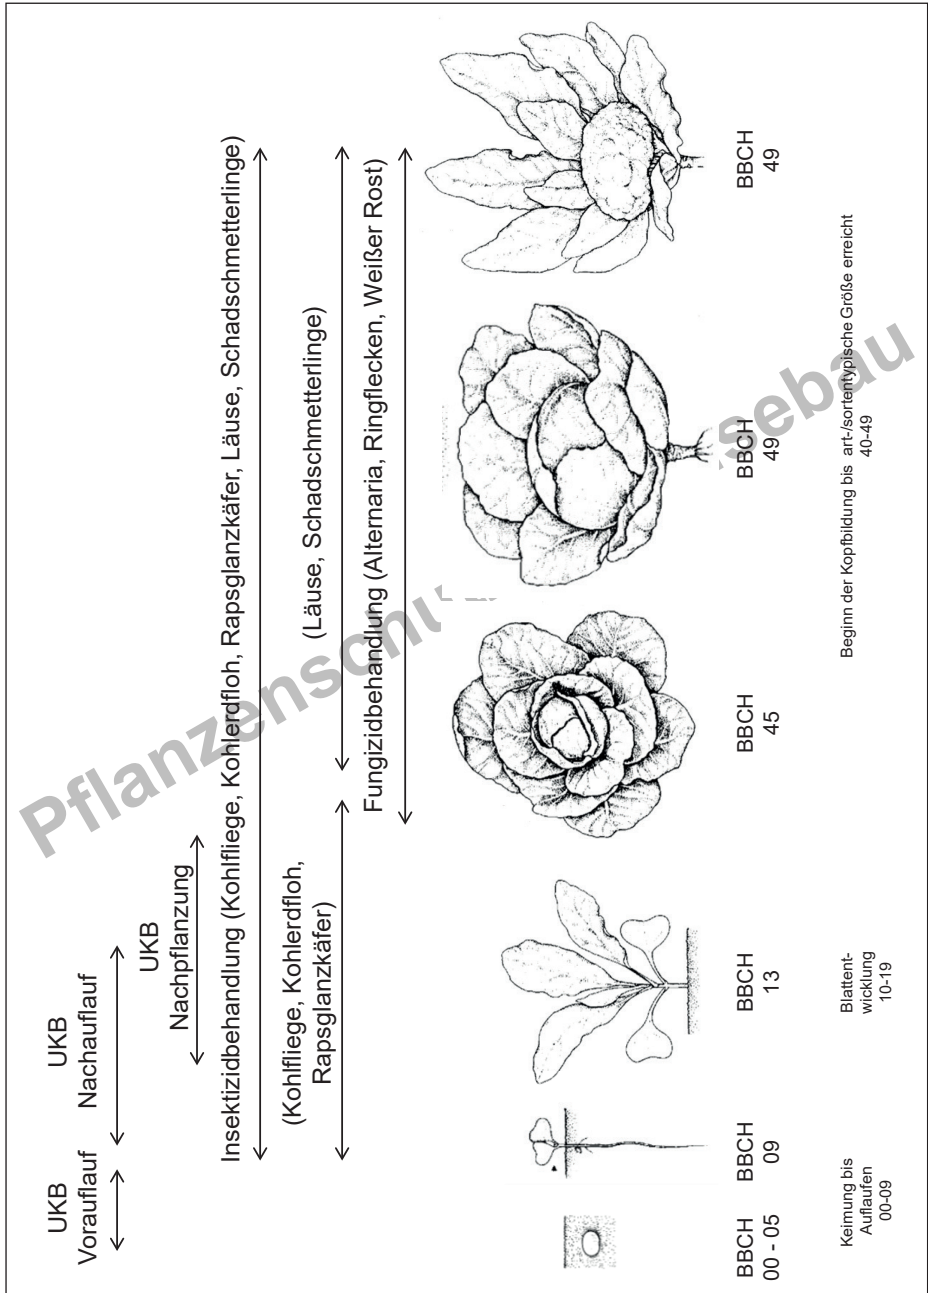 UKB
Vorauflauf
UKB
Nachauflauf
UKB
Nachpflanzung
Insektizidbehandlung (Kohlfliege, Kohlerdfloh, Rapsglanzkäfer, Läuse, Schadschmetterlinge)
(Kohlfliege, Kohlerdfloh,
Rapsglanzkäfer)
(Läuse, Schadschmetterlinge)
Fungizidbehandlung (Alternaria, Ringflecken, Weißer Rost)
BBCH
00 - 05
BBCH
09
BBCH
13
BBCH
45
BBCH
49
BBCH
49
Keimung bis
Auflaufen
00-09
Blattent-
wicklung
10-19
Beginn der Kopfbildung bis art-/sortentypische Größe erreicht
40-49